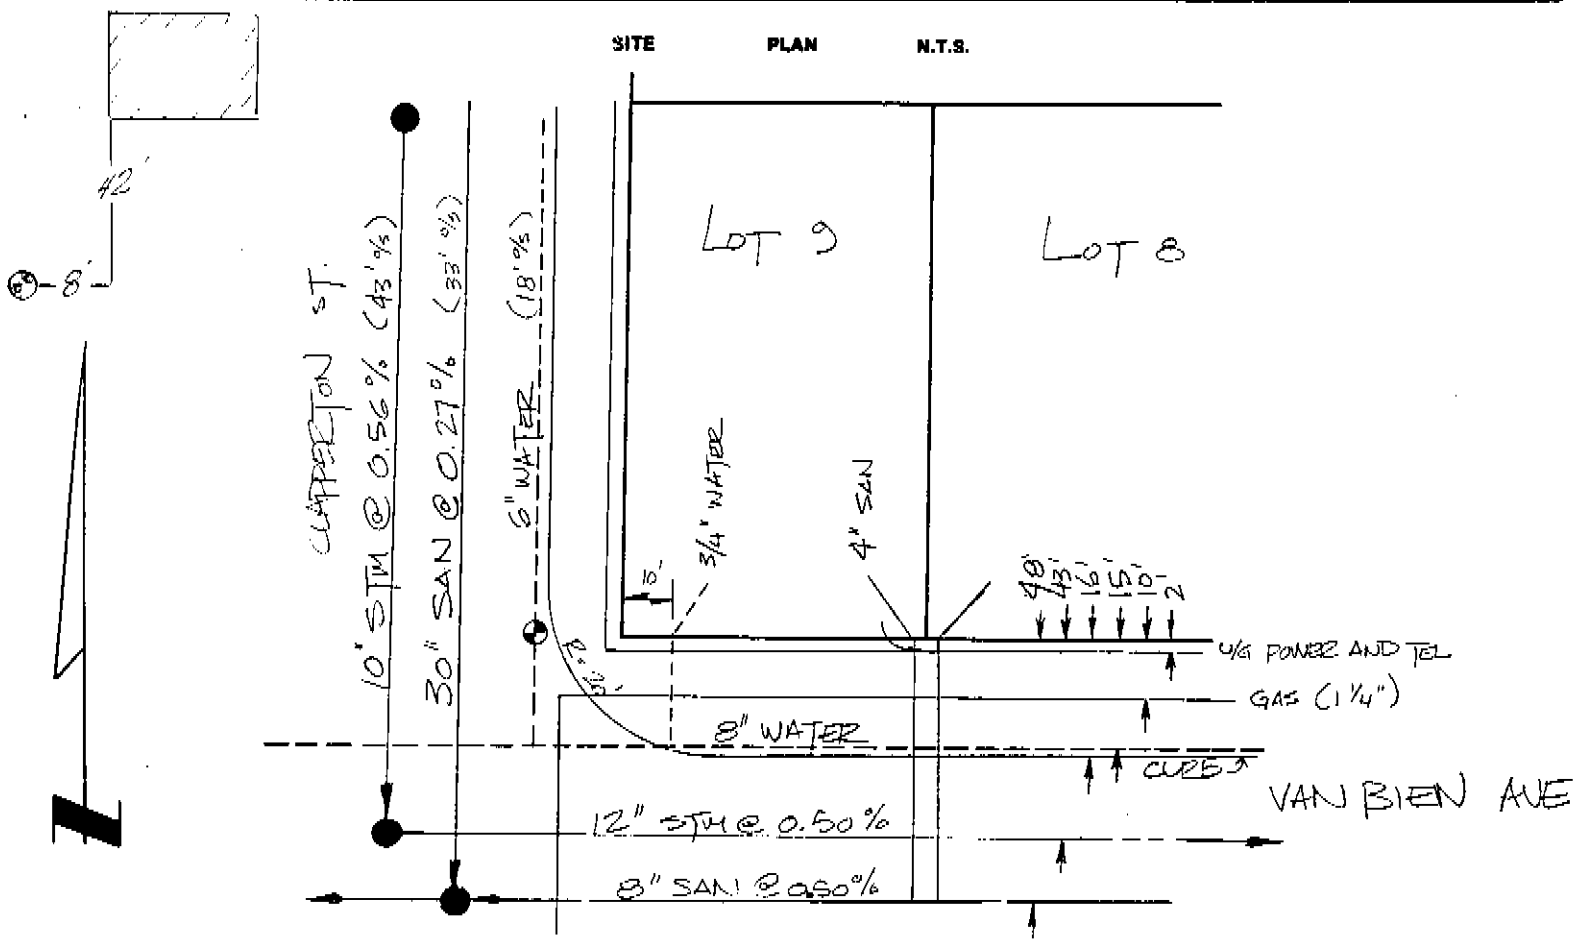 SITE PLAN N.T.S.
42'
8'
CLAPPERTON ST.
10" STM @ 0.56% (43' o/s)
30" SAN @ 0.27% (33' o/s)
6" WATER (18' o/s)
LOT 9
LOT 8
3/4" WATER
4" SAN
10'
48'
43'
16'
15'
10'
2'
U/G POWER AND TEL
GAS (1 1/4")
8" WATER
CURB
VAN BIEN AVE
12" STM @ 0.50%
8" SAN @ 0.50%